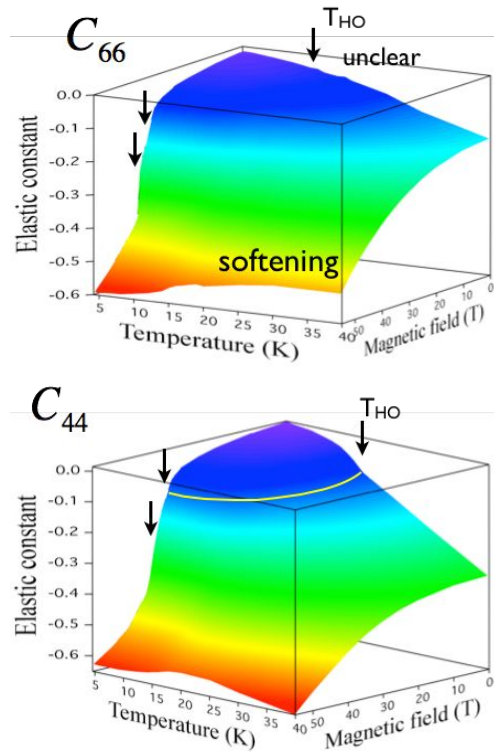 C66
THO
unclear
0.0
-0.1
-0.2
-0.3
-0.4
-0.5
-0.6
Elastic constant
softening
5 10 15 20 25 30 35 40
Temperature (K)
50 40 30 20 10 0
Magnetic field (T)
C44
THO
0.0
-0.1
-0.2
-0.3
-0.4
-0.5
-0.6
Elastic constant
5 10 15 20 25 30 35 40
Temperature (K)
50 40 30 20 10 0
Magnetic field (T)